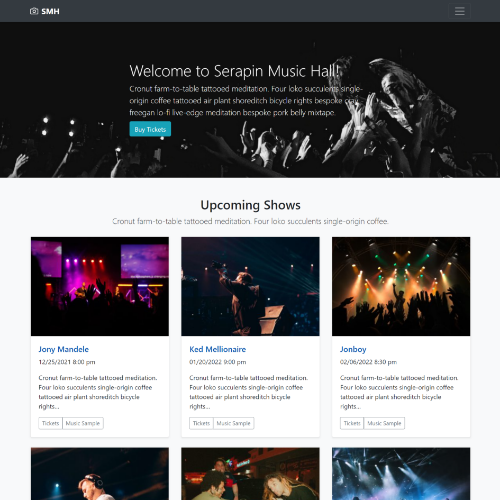 SMH
Welcome to Serapin Music Hall!
Cronut farm-to-table tattooed meditation. Four loko succulents single-
origin coffee tattooed air plant shoreditch bicycle rights bespoke
freegan lo-fi live-edge meditation bespoke pork belly mixtape.
Buy Tickets
Upcoming Shows
Cronut farm-to-table tattooed meditation. Four loko succulents single-origin coffee.
Jony Mandele
12/25/2021 8:00 pm
Cronut farm-to-table tattooed meditation.
Four loko succulents single-origin coffee
tattooed air plant shoreditch bicycle
rights...
Tickets
Music Sample
Ked Mellionaire
01/20/2022 9:00 pm
Cronut farm-to-table tattooed meditation.
Four loko succulents single-origin coffee
tattooed air plant shoreditch bicycle
rights...
Tickets
Music Sample
Jonboy
02/06/2022 8:30 pm
Cronut farm-to-table tattooed meditation.
Four loko succulents single-origin coffee
tattooed air plant shoreditch bicycle
rights...
Tickets
Music Sample